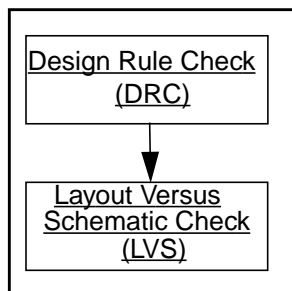 Design Rule Check
(DRC)
Layout Versus
Schematic Check
(LVS)